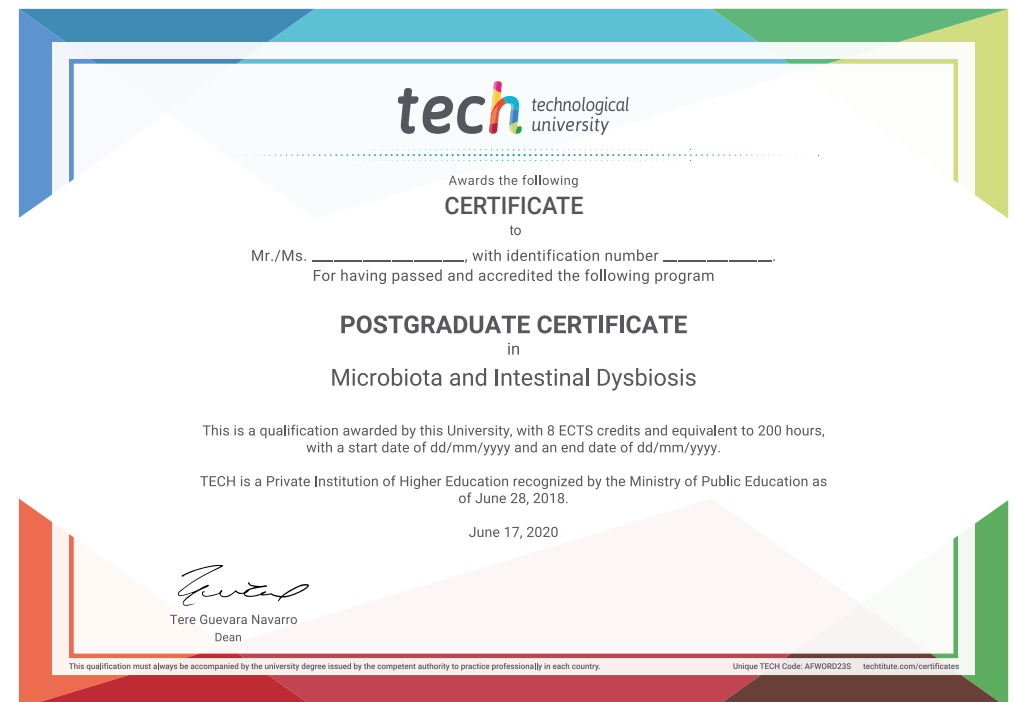 tech technological
university
Awards the following
CERTIFICATE
to
Mr./Ms. _______________, with identification number ___________.
For having passed and accredited the following program
POSTGRADUATE CERTIFICATE
in
Microbiota and Intestinal Dysbiosis
This is a qualification awarded by this University, with 8 ECTS credits and equivalent to 200 hours,
with a start date of dd/mm/yyyy and an end date of dd/mm/yyyy.
TECH is a Private Institution of Higher Education recognized by the Ministry of Public Education as
of June 28, 2018.
June 17, 2020
Tere Guevara Navarro
Dean
This qualification must always be accompanied by the university degree issued by the competent authority to practice professionally in each country.
Unique TECH Code: AFWORD23S techtitute.com/certificates